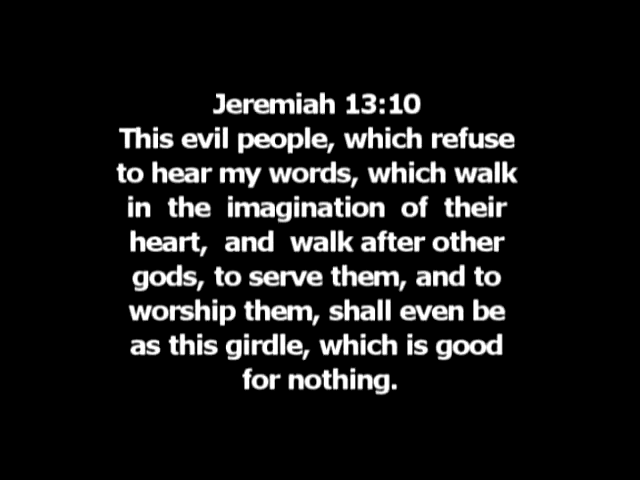 Jeremiah 13:10
This evil people, which refuse
to hear my words, which walk
in the imagination of their
heart, and walk after other
gods, to serve them, and to
worship them, shall even be
as this girdle, which is good
for nothing.